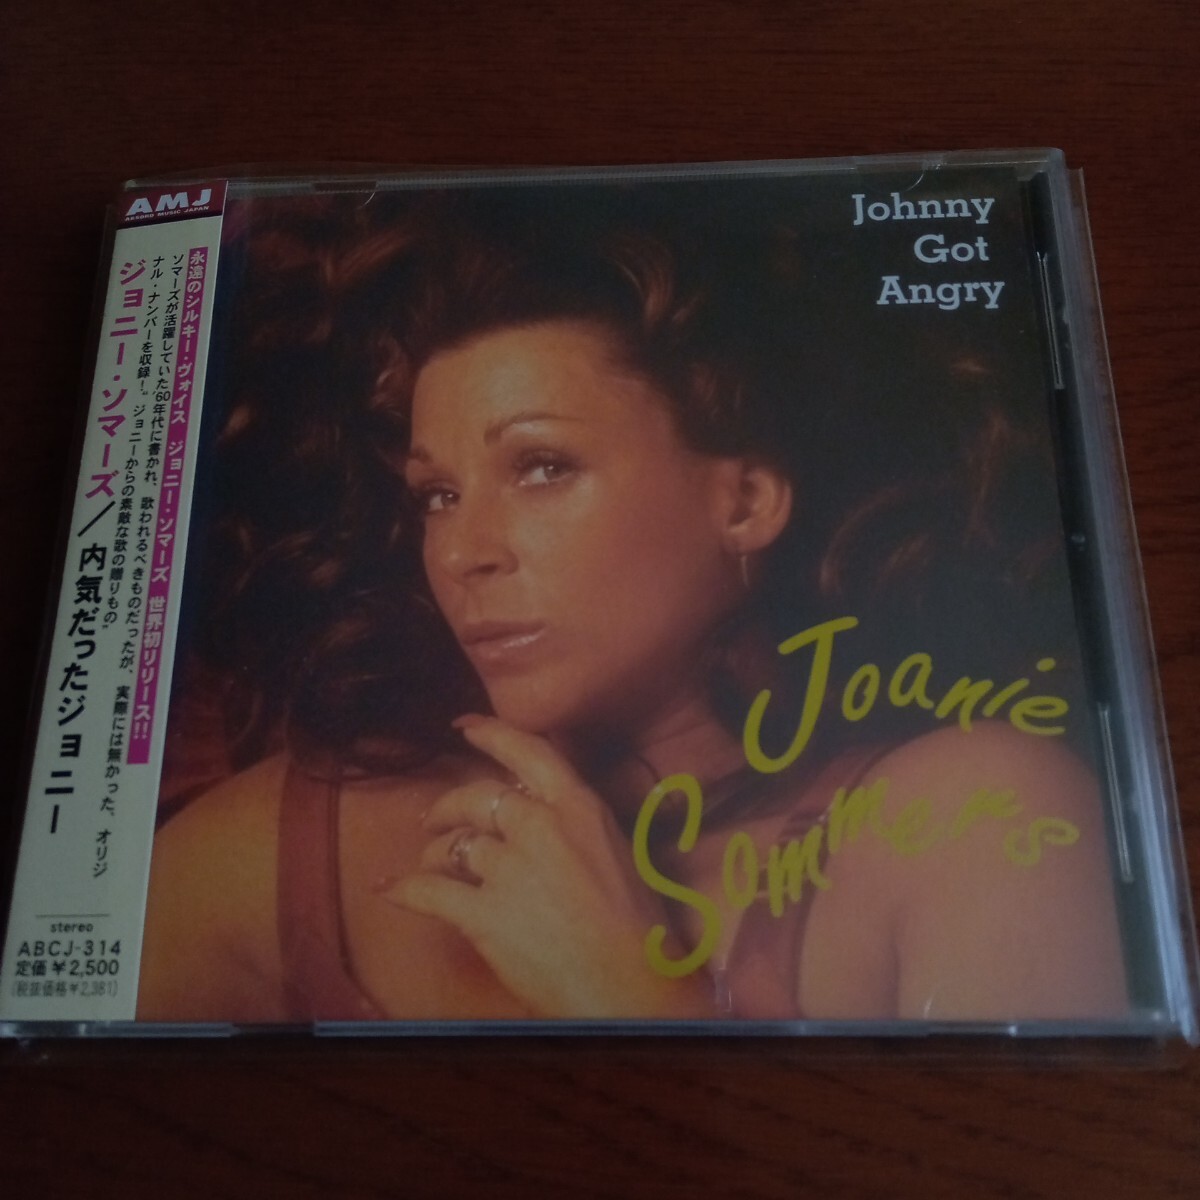 AMJ
AKKORD MUSIC JAPAN
永遠のシルキー・ヴォイス ジョニー・ソマーズ 世界初リリース!!
ソマーズが活躍していた'60年代に書かれ、歌われるべきものだったが、実際には無かった、オリジ
ナル・ナンバーを収録！“ジョニーからの素敵な歌の贈りもの”
ジョニー・ソマーズ／内気だったジョニー
stereo
ABCJ-314
定価￥2,500
(税抜価格￥2,381)
Johnny
Got
Angry
Joanie
Sommers